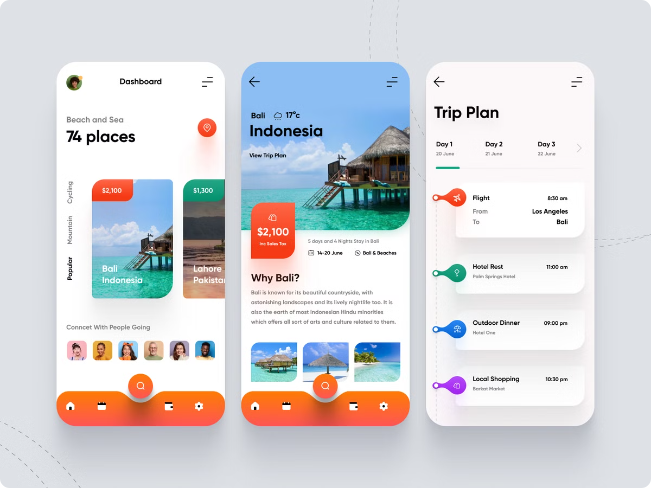 Dashboard
Beach and Sea
74 places
Cycling
Mountain
Popular
$2,100
Bali
Indonesia
$1,300
Lahore
Pakista
Conncet With People Going
Bali 17°c
Indonesia
View Trip Plan
$2,100
Inc Sales Tax
5 days and 4 Nights Stay in Bali
14-20 June
Bali & Beaches
Why Bali?
Bali is known for its beautiful countryside, with
astonishing landscapes and its lively nightlife too. It is
also the earth of most Indonesian Hindu minorities
which offers all sort of arts and culture related to them.
Trip Plan
Day 1 Day 2 Day 3
20 June 21 June 22 June
Flight 8:30 am
From Los Angeles
To Bali
Hotel Rest 11:00 am
Palm Springs Hotel
Outdoor Dinner 09:00 pm
Hotel One
Local Shopping 10:30 pm
Market